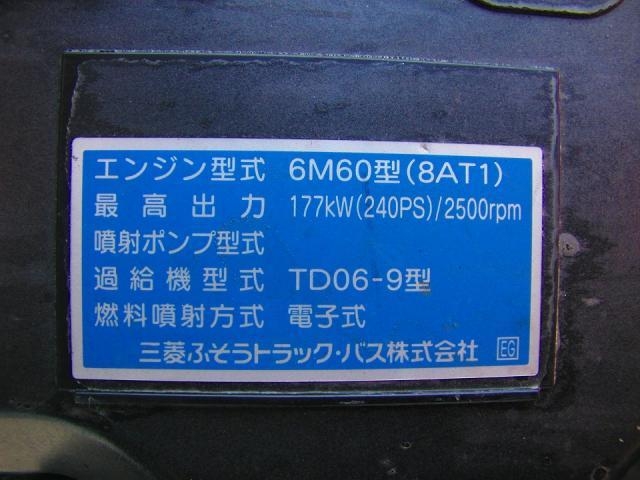 エンジン型式 6M60型(8AT1)
最高出力 177kW(240PS)/2500rpm
噴射ポンプ型式
過給機型式 TD06-9型
燃料噴射方式 電子式
三菱ふそうトラック・バス株式会社 EG